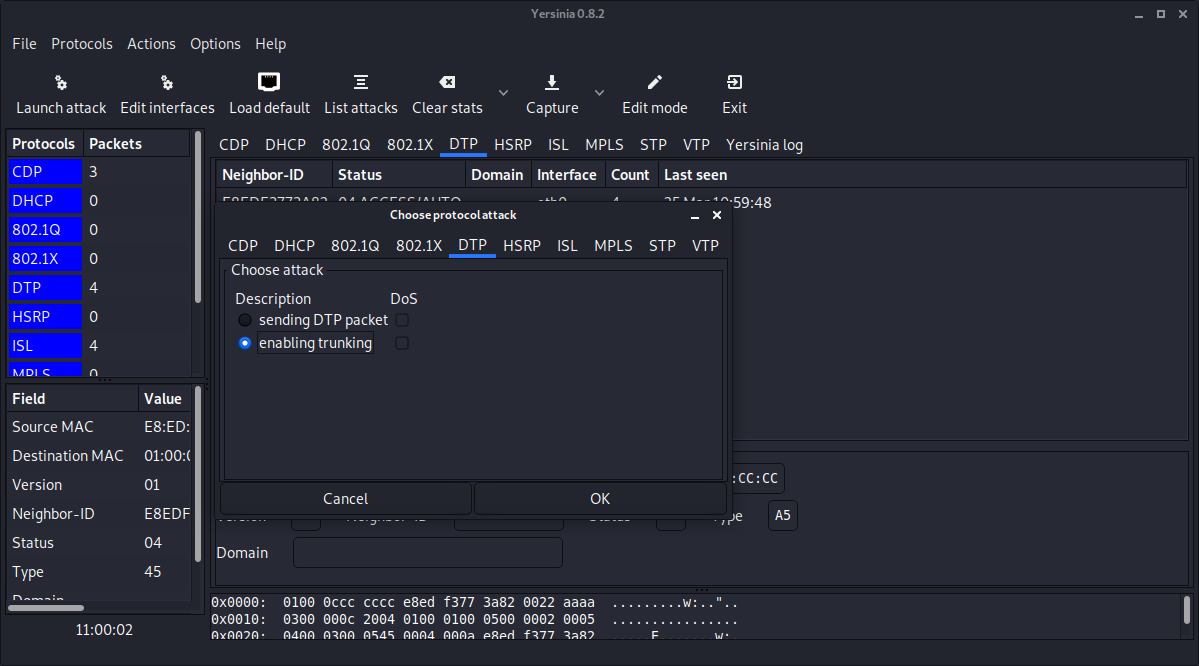 Yersinia 0.8.2
File Protocols Actions Options Help
Launch attack Edit interfaces Load default List attacks Clear stats Capture Edit mode Exit
Protocols Packets
CDP 3
DHCP 0
802.1Q 0
802.1X 0
DTP 4
HSRP 0
ISL 4
MPLS 0
CDP DHCP 802.1Q 802.1X DTP HSRP ISL MPLS STP VTP Yersinia log
Neighbor-ID Status Domain Interface Count Last seen
E8EDF3773A82 04 ACCESS/AUTO eth0 4 25 Mar 10:59:48
Choose protocol attack
CDP DHCP 802.1Q 802.1X DTP HSRP ISL MPLS STP VTP
Choose attack
Description DoS
sending DTP packet
enabling trunking
Cancel OK
Field Value
Source MAC E8:ED:
Destination MAC 01:00:0
Version 01
Neighbor-ID E8EDF
Status 04
Type 45
Domain
11:00:02
:CC:CC
Version Neighbor-ID Status Type A5
Domain
0x0000: 0100 0ccc cccc e8ed f377 3a82 0022 aaaa .........w:..".. 
0x0010: 0300 000c 2004 0100 0100 0500 0002 0005 ................
0x0020: 0400 0300 0545 0004 000a e8ed f377 3a82 .....E.......w:.